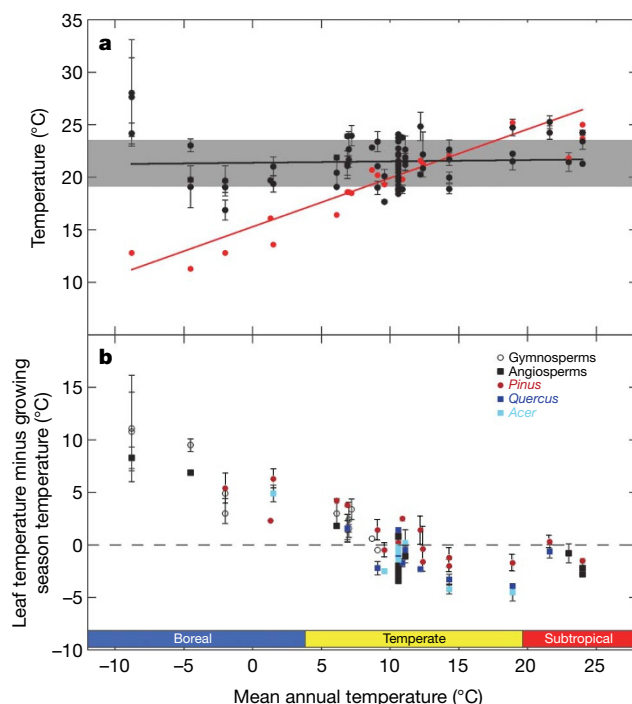 a
35
30
25
20
15
10
Temperature (°C)
b
Gymnosperms
Angiosperms
Pinus
Quercus
Acer
15
10
5
0
−5
−10
Leaf temperature minus growing
season temperature (°C)
Boreal Temperate Subtropical
−10 −5 0 5 10 15 20 25
Mean annual temperature (°C)